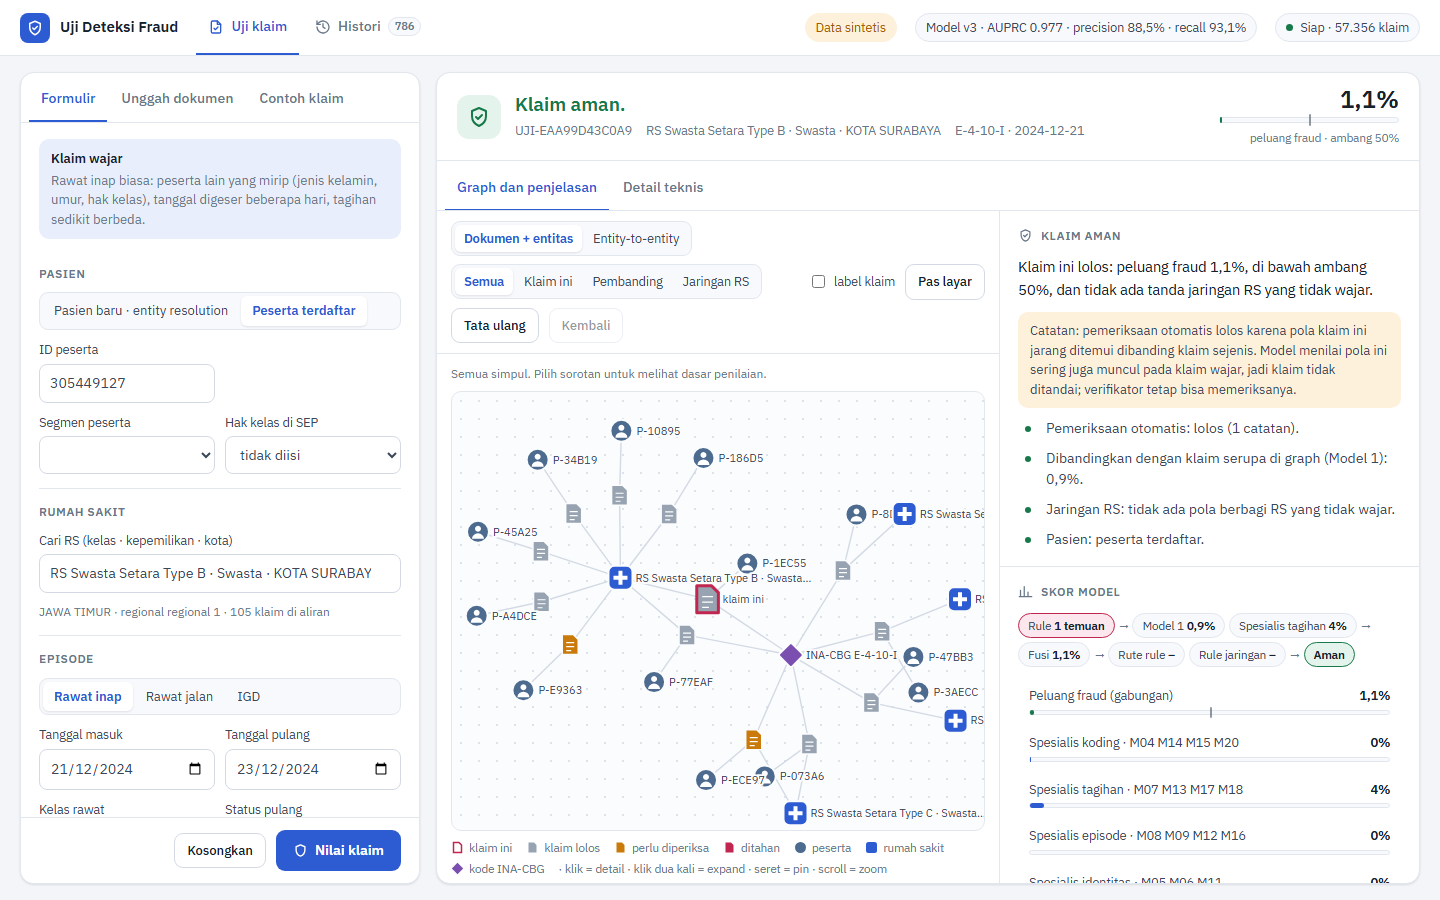 Uji Deteksi Fraud
Uji klaim
Histori 786
Data sintetis
Model v3 · AUPRC 0.977 · precision 88,5% · recall 93,1%
Siap · 57.356 klaim
Formulir
Unggah dokumen
Contoh klaim
Klaim wajar
Rawat inap biasa: peserta lain yang mirip (jenis kelamin,
umur, hak kelas), tanggal digeser beberapa hari, tagihan
sedikit berbeda.
PASIEN
Pasien baru · entity resolution
Peserta terdaftar
ID peserta
305449127
Segmen peserta
Hak kelas di SEP
tidak diisi
RUMAH SAKIT
Cari RS (kelas · kepemilikan · kota)
RS Swasta Setara Type B · Swasta · KOTA SURABAY
JAWA TIMUR · regional regional 1 · 105 klaim di aliran
EPISODE
Rawat inap
Rawat jalan
IGD
Tanggal masuk
Tanggal pulang
21/12/2024
23/12/2024
Kelas rawat
Status pulang
Kosongkan
Nilai klaim
Klaim aman.
UJI-EAA99D43C0A9 RS Swasta Setara Type B · Swasta · KOTA SURABAYA E-4-10-I · 2024-12-21
1,1%
peluang fraud · ambang 50%
Graph dan penjelasan
Detail teknis
Dokumen + entitas
Entity-to-entity
Semua
Klaim ini
Pembanding
Jaringan RS
label klaim
Pas layar
Tata ulang
Kembali
Semua simpul. Pilih sorotan untuk melihat dasar penilaian.
P-10895
P-34B19
P-186D5
P-45A25
RS Swasta Se
P-1EC55
RS Swasta Setara Type B · Swasta...
klaim ini
P-A4DCE
INA-CBG E-4-10-I
P-47BB3
P-77EAF
P-E9363
P-3AECC
RS
P-ECE97
P-073A6
RS Swasta Setara Type C · Swasta...
klaim ini
klaim lolos
perlu diperiksa
ditahan
peserta
rumah sakit
kode INA-CBG
· klik = detail · klik dua kali = expand · seret = pin · scroll = zoom
KLAIM AMAN
Klaim ini lolos: peluang fraud 1,1%, di bawah ambang
50%, dan tidak ada tanda jaringan RS yang tidak wajar.
Catatan: pemeriksaan otomatis lolos karena pola klaim ini
jarang ditemui dibanding klaim sejenis. Model menilai pola ini
sering juga muncul pada klaim wajar, jadi klaim tidak
ditandai; verifikator tetap bisa memeriksanya.
Pemeriksaan otomatis: lolos (1 catatan).
Dibandingkan dengan klaim serupa di graph (Model 1):
0,9%.
Jaringan RS: tidak ada pola berbagi RS yang tidak wajar.
Pasien: peserta terdaftar.
SKOR MODEL
Rule 1 temuan → Model 1 0,9% Spesialis tagihan 4% →
Fusi 1,1% → Rute rule – Rule jaringan – → Aman
Peluang fraud (gabungan) 1,1%
Spesialis koding · M04 M14 M15 M20 0%
Spesialis tagihan · M07 M13 M17 M18 4%
Spesialis episode · M08 M09 M12 M16 0%
Spesialis identitas · M05 M06 M11 0%